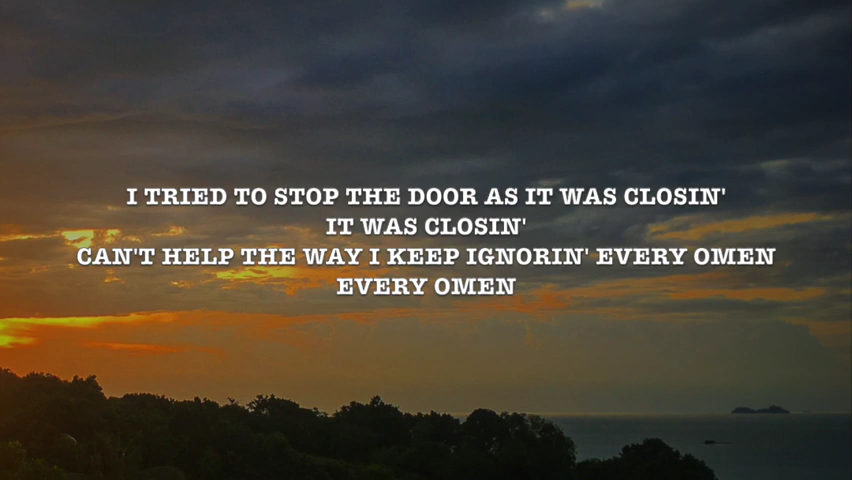 I TRIED TO STOP THE DOOR AS IT WAS CLOSIN'
IT WAS CLOSIN'
CAN'T HELP THE WAY I KEEP IGNORIN' EVERY OMEN
EVERY OMEN